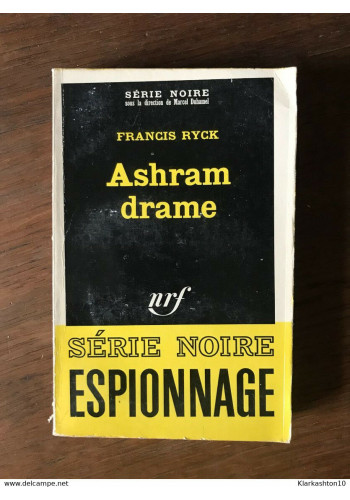 SÉRIE NOIRE
sous la direction de Marcel Duhamel
FRANCIS RYCK
Ashram
drame
nrf
SÉRIE NOIRE
ESPIONNAGE
www.delcampe.net
Klarkashton10